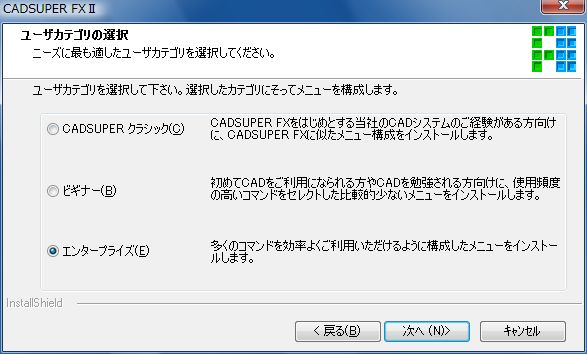 CADSUPER FXⅡ
ユーザカテゴリの選択
ニーズに最も適したユーザカテゴリを選択してください。
ユーザカテゴリを選択して下さい。選択したカテゴリにそってメニューを構成します。
CADSUPER クラシック(C)
CADSUPER FXをはじめとする当社のCADシステムのご経験がある方向け
に、CADSUPER FXに似たメニュー構成をインストールします。
ビギナー(B)
初めてCADをご利用になられる方やCADを勉強される方向けに、使用頻度
の高いコマンドをセレクトした比較的少ないメニューをインストールします。
エンタープライズ(E)
多くのコマンドを効率よくご利用いただけるように構成したメニューをインストー
ルします。
InstallShield
< 戻る(B)
次へ (N)>
キャンセル